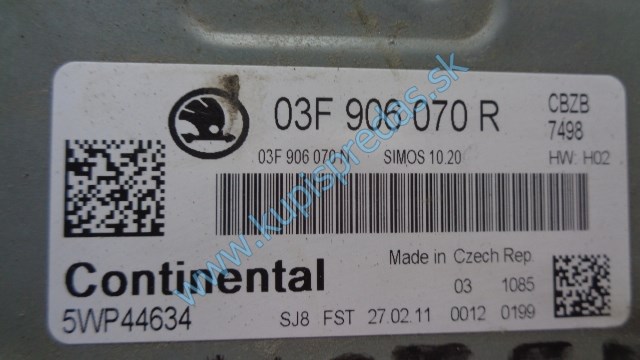 03F 906 070 R
CBZB
7498
03F 906 070 N SIMOS 10.20 HW: H02
Made in Czech Rep.
03 1085
Continental
5WP44634
SJ8 FST 27.02.11 0012 0199
www.kupispredas.sk